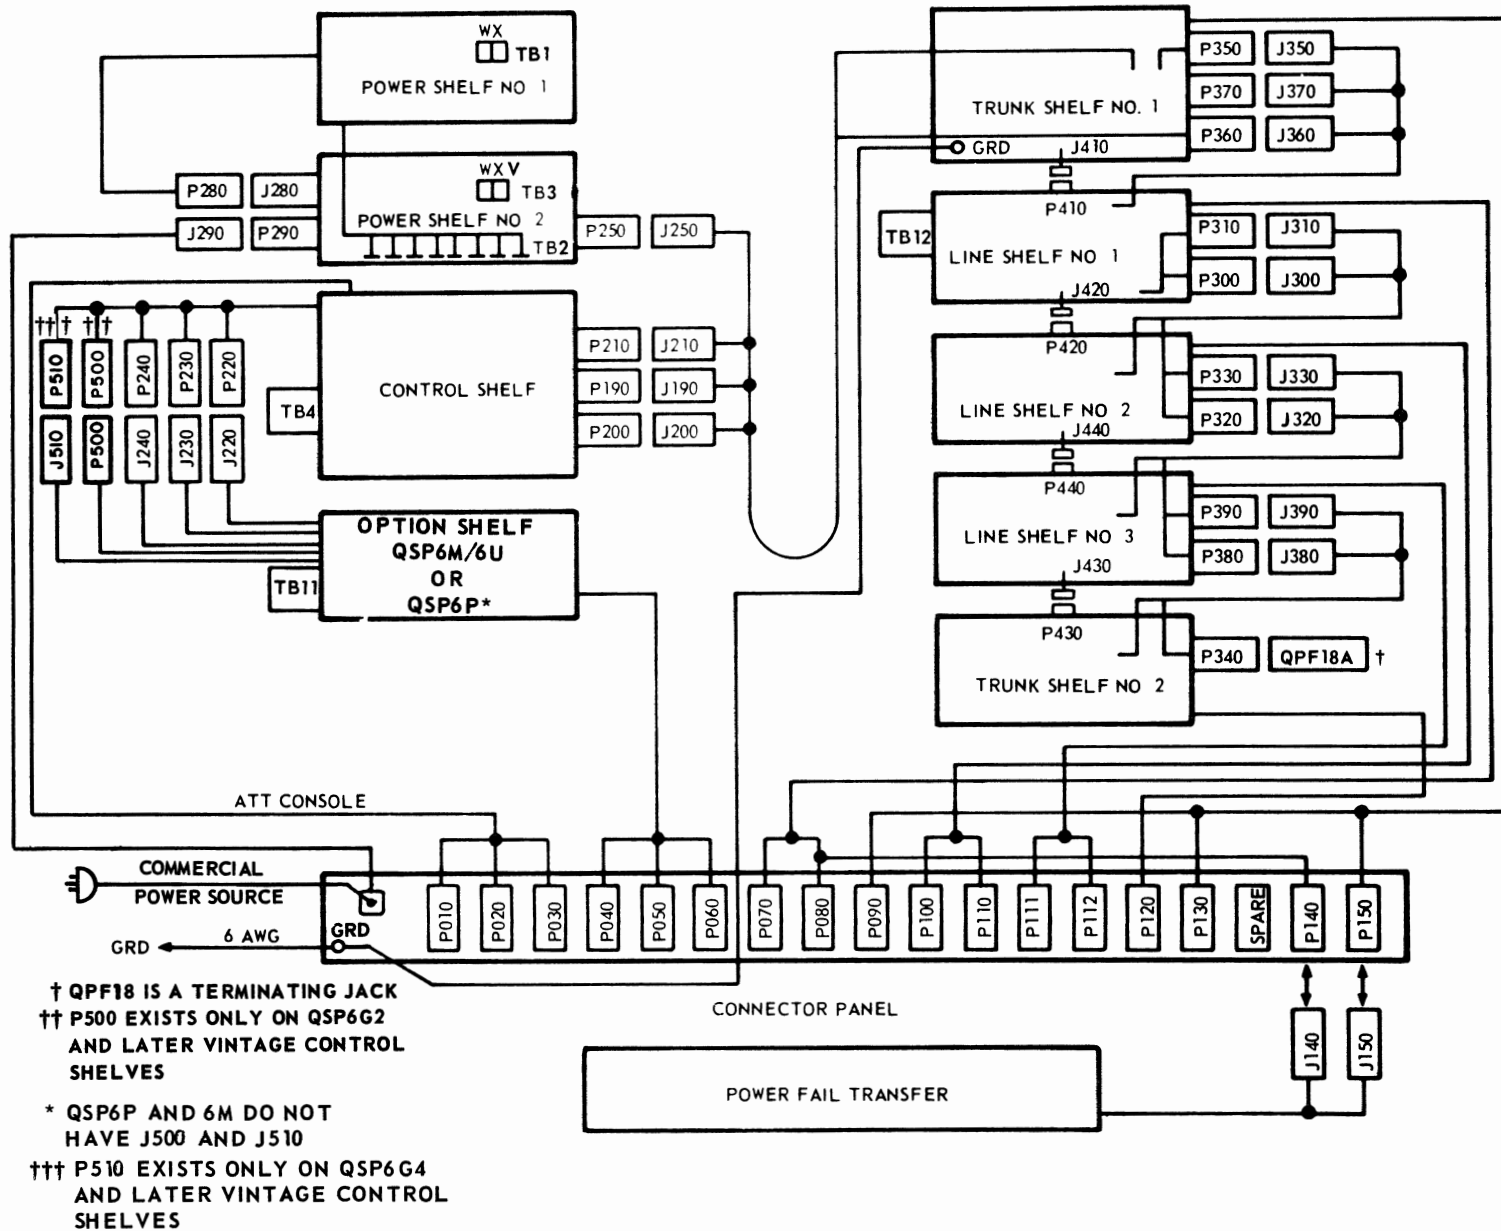 WX
TB1
POWER SHELF NO 1
WX V
TB3
POWER SHELF NO 2
TB2
P280
J280
J290
P290
P250
J250
††† P510
†† P500
P240
P230
P220
J510
P500
J240
J230
J220
TB4
CONTROL SHELF
P210
J210
P190
J190
P200
J200
OPTION SHELF
QSP6M/6U
OR
QSP6P*
TB11
P350
J350
P370
J370
TRUNK SHELF NO. 1
P360
J360
GRD
J410
P410
TB12
P310
J310
LINE SHELF NO 1
P300
J300
J420
P420
P330
J330
LINE SHELF NO 2
P320
J320
J440
P440
P390
J390
LINE SHELF NO 3
P380
J380
J430
P430
P340
QPF18A †
TRUNK SHELF NO 2
ATT CONSOLE
COMMERCIAL
POWER SOURCE
GRD
6 AWG
GRD
P010
P020
P030
P040
P050
P060
P070
P080
P090
P100
P110
P111
P112
P120
P130
SPARE
P140
P150
CONNECTOR PANEL
J140
J150
POWER FAIL TRANSFER
† QPF18 IS A TERMINATING JACK
†† P500 EXISTS ONLY ON QSP6G2
AND LATER VINTAGE CONTROL
SHELVES
* QSP6P AND 6M DO NOT
HAVE J500 AND J510
††† P510 EXISTS ONLY ON QSP6G4
AND LATER VINTAGE CONTROL
SHELVES